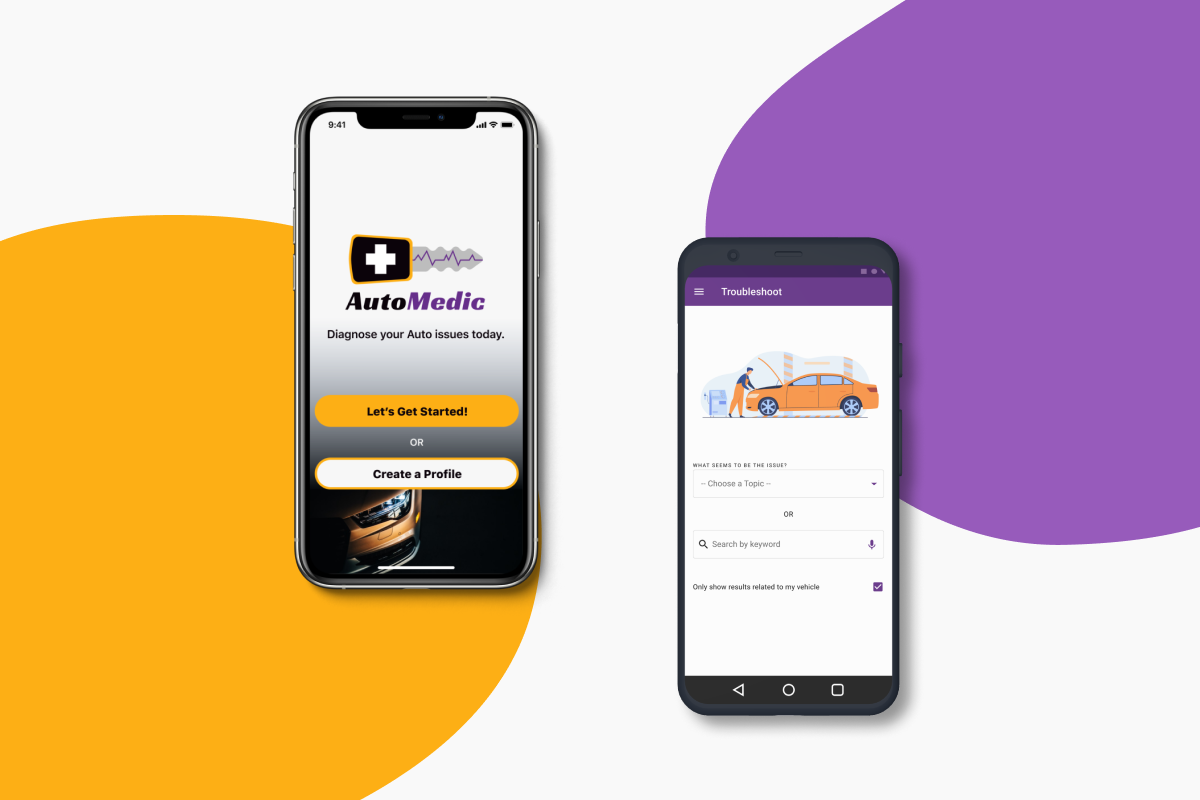 9:41
AutoMedic
Diagnose your Auto issues today.
Let's Get Started!
OR
Create a Profile
Troubleshoot
WHAT SEEMS TO BE THE ISSUE?
-- Choose a Topic --
OR
Search by keyword
Only show results related to my vehicle